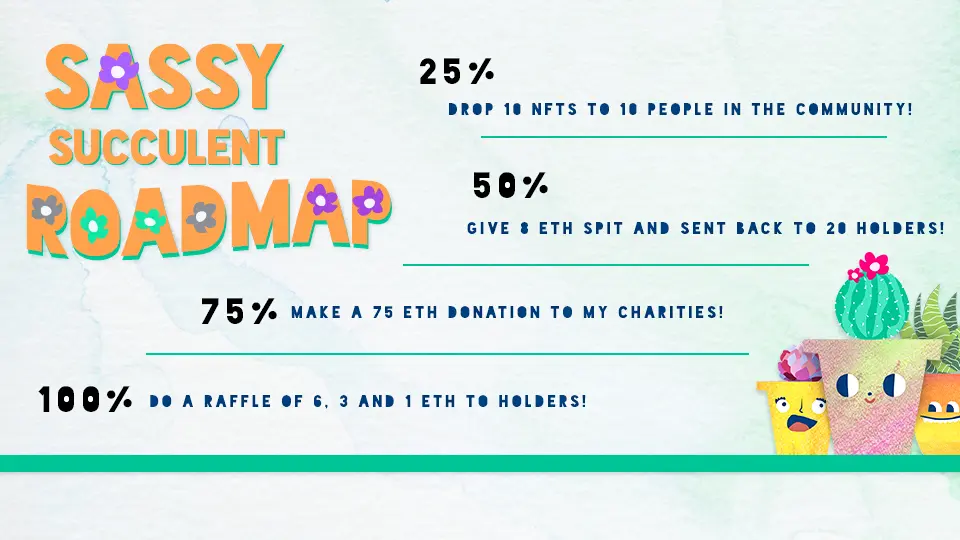 SASSY
SUCCULENT
ROADMAP
25%
DROP 10 NFTS TO 10 PEOPLE IN THE COMMUNITY!
50%
GIVE 8 ETH SPIT AND SENT BACK TO 20 HOLDERS!
75% MAKE A 75 ETH DONATION TO MY CHARITIES!
100% DO A RAFFLE OF 6, 3 AND 1 ETH TO HOLDERS!